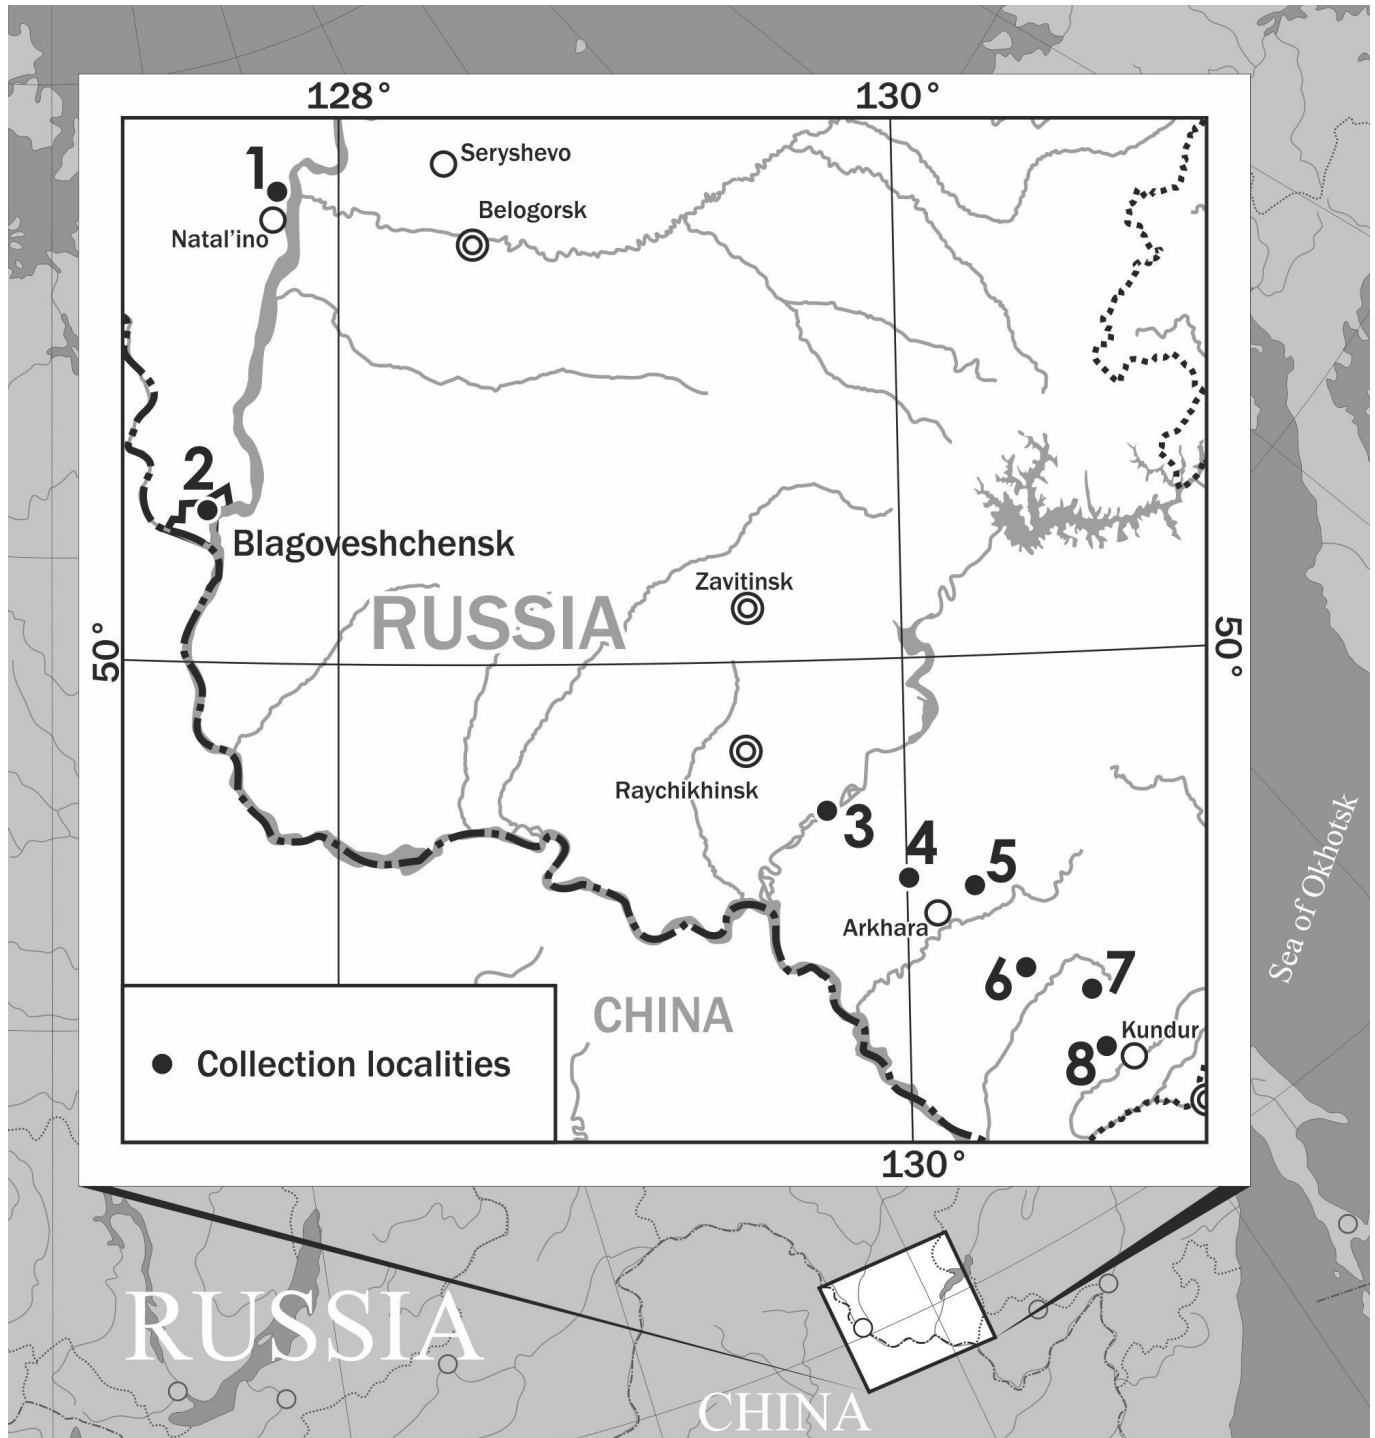 128°
130°
1
Seryshevo
Belogorsk
Natal'ino
2
Blagoveshchensk
Zavitinsk
RUSSIA
50°
50°
Raychikhinsk
3
4
5
Arkhara
6
7
CHINA
Kundur
8
Collection localities
130°
Sea of Okhotsk
RUSSIA
CHINA